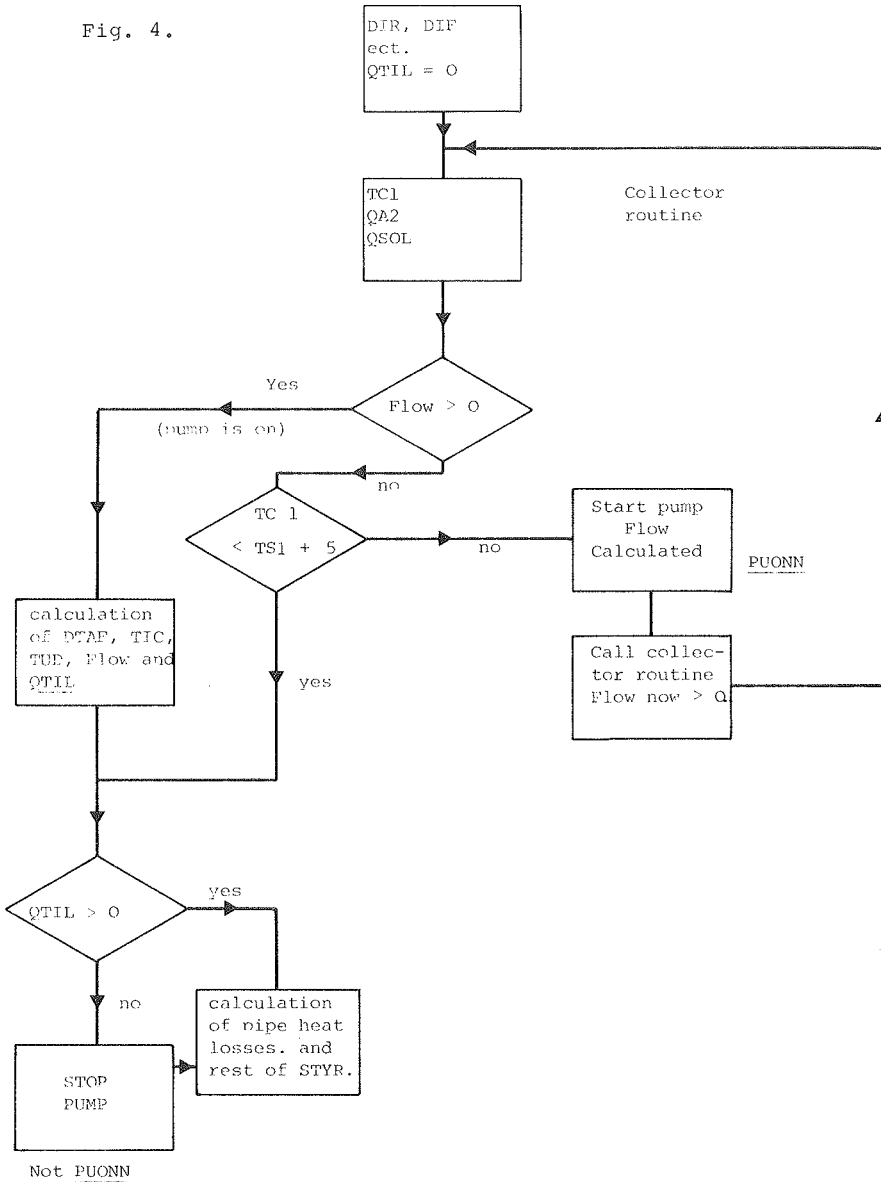 Fig. 4.
DIR, DIF
ect.
QTIL = O
TC1
QA2
QSOL
Collector
routine
Yes
Flow > O
(pump is on)
no
TC 1
< TS1 + 5
no
Start pump
Flow
Calculated
PUONN
calculation
of DTAF, TIC,
TUD, Flow and
QTIL
yes
Call collec-
tor routine
Flow now > O
QTIL > O
yes
no
calculation
of pipe heat
losses. and
rest of STYR.
STOP
PUMP
Not PUONN